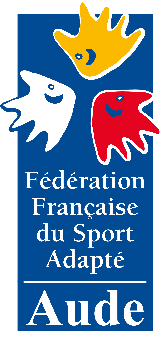 Fédération
Française
du Sport
Adapté
Aude